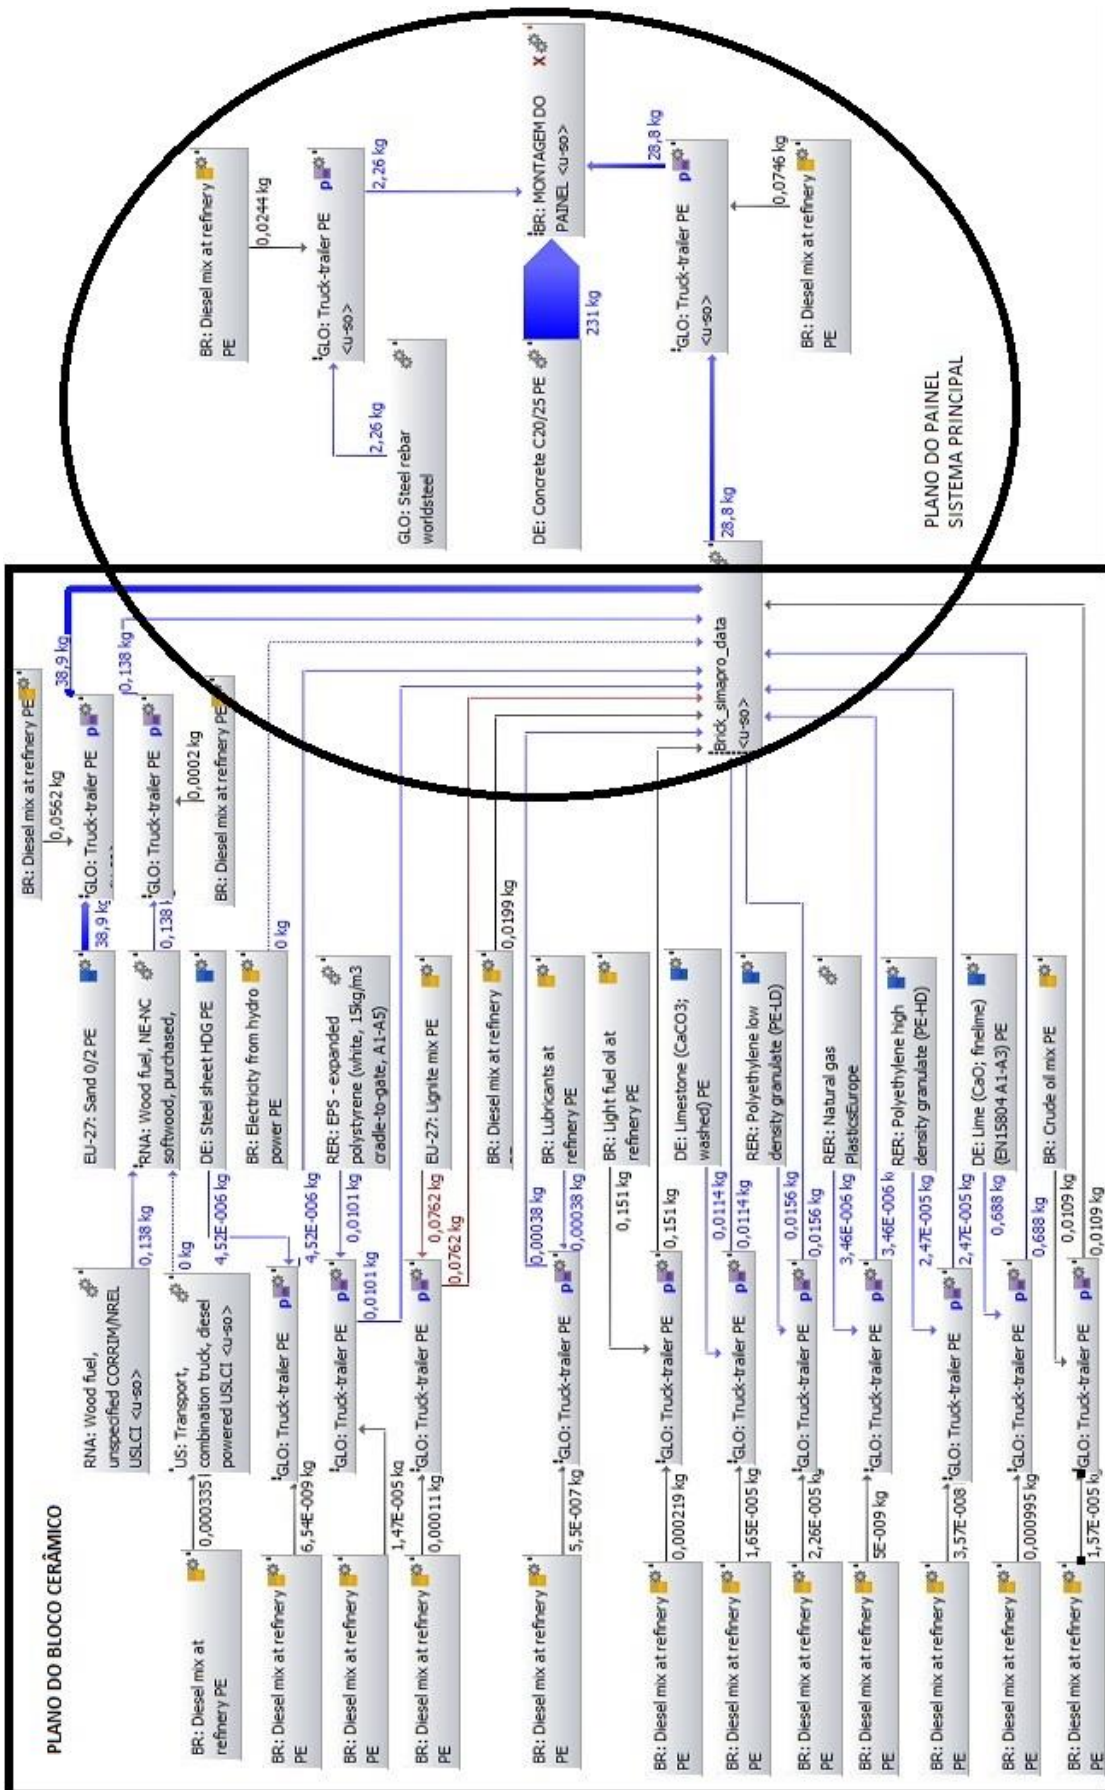 PLANO DO BLOCO CERÂMICO
RNA: Wood fuel,
unspecified CORRIM/NREL
USLCI <u-so>
0,138 kg
US: Transport,
combination truck, diesel
powered USLCI <u-so>
0 kg
BR: Diesel mix at
refinery PE
0,000335
EU-27: Sand 0/2 PE
38,9 kg
GLO: Truck-trailer PE
38,9 kg
BR: Diesel mix at refinery PE
0,0562 kg
RNA: Wood fuel, NE-NC
softwood, purchased,
0,138
GLO: Truck-trailer PE
0,138 kg
BR: Diesel mix at refinery PE
0,0002 kg
DE: Steel sheet HDG PE
4,52E-006 kg
BR: Electricity from hydro
power PE
0 kg
BR: Diesel mix at refinery
PE
6,54E-009 kg
GLO: Truck-trailer PE
4,52E-006 kg
RER: EPS - expanded
polystyrene (white, 15kg/m3
cradle-to-gate, A1-A5)
0,0101 kg
BR: Diesel mix at refinery
PE
1,47E-005 kg
GLO: Truck-trailer PE
0,0101 kg
EU-27: Lignite mix PE
0,0762 kg
BR: Diesel mix at refinery
PE
0,00011 kg
GLO: Truck-trailer PE
0,0762 kg
BR: Diesel mix at refinery
0,0199 kg
BR: Lubricants at
refinery PE
0,00038 kg
BR: Diesel mix at refinery
PE
5,5E-007 kg
GLO: Truck-trailer PE
0,00038 kg
BR: Light fuel oil at
refinery PE
0,151 kg
BR: Diesel mix at refinery
PE
0,000219 kg
GLO: Truck-trailer PE
0,151 kg
DE: Limestone (CaCO3;
washed) PE
0,0114 kg
BR: Diesel mix at refinery
PE
1,65E-005 kg
GLO: Truck-trailer PE
0,0114 kg
RER: Polyethylene low
density granulate (PE-LD)
0,0156 kg
BR: Diesel mix at refinery
PE
2,26E-005 kg
GLO: Truck-trailer PE
0,0156 kg
RER: Natural gas
PlasticsEurope
3,46E-006 kg
BR: Diesel mix at refinery
PE
5E-009 kg
GLO: Truck-trailer PE
3,46E-006 k
RER: Polyethylene high
density granulate (PE-HD)
2,47E-005 kg
BR: Diesel mix at refinery
PE
3,57E-008
GLO: Truck-trailer PE
2,47E-005 kg
DE: Lime (CaO; fineline)
(EN15804 A1-A3) PE
0,688 kg
BR: Diesel mix at refinery
PE
0,000995 kg
GLO: Truck-trailer PE
0,688 kg
BR: Crude oil mix PE
0,0109 kg
BR: Diesel mix at refinery
PE
1,57E-005 k
GLO: Truck-trailer PE
0,0109 kg
Brick_simapro_data
<u-so>
28,8 kg
BR: Diesel mix at refinery
PE
0,0244 kg
GLO: Truck-trailer PE
<u-so>
2,26 kg
GLO: Steel rebar
worldsteel
2,26 kg
DE: Concrete C20/25 PE
231 kg
BR: MONTAGEM DO
PAINEL <u-so>
X
28,8 kg
GLO: Truck-trailer PE
<u-so>
0,0746 kg
BR: Diesel mix at refinery
PE
PLANO DO PAINEL
SISTEMA PRINCIPAL